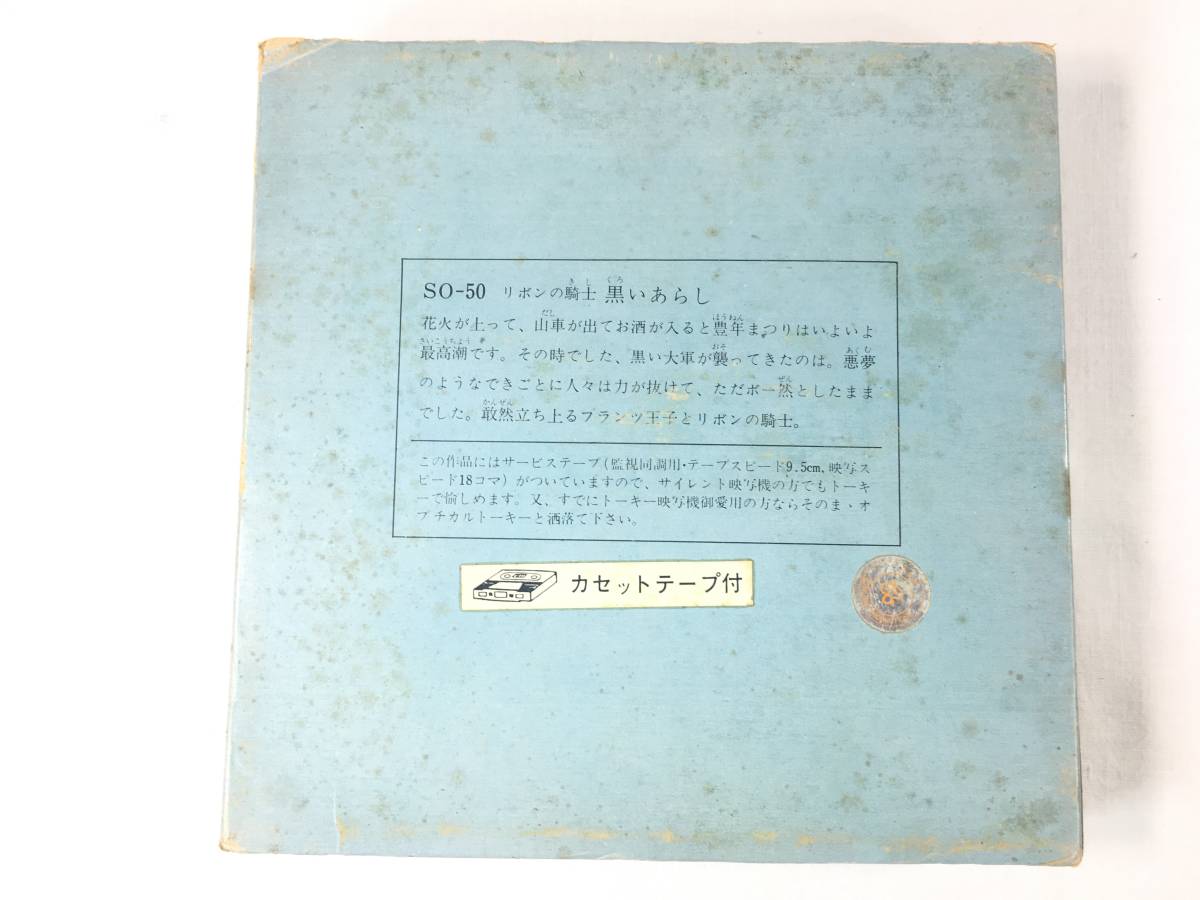 SO-50 リボンの騎士 黒いあらし
花火が上って、山車が出てお酒が入ると豊年まつりはいよいよ
最高潮です。その時でした、黒い大軍が襲ってきたのは。悪夢
のようなできごとに人々は力が抜けて、ただボー然としたまま
でした。敢然立ち上るフランツ王子とリボンの騎士。
この作品にはサービステープ(監視同調用・テープスピード9.5cm、映写ス
ピード18コマ)がついていますので、サイレント映写機の方でもトーキ
ーで愉しめます。又、すでにトーキー映写機御愛用の方ならそのまゝオ
プチカルトーキーと洒落て下さい。
カセットテープ付